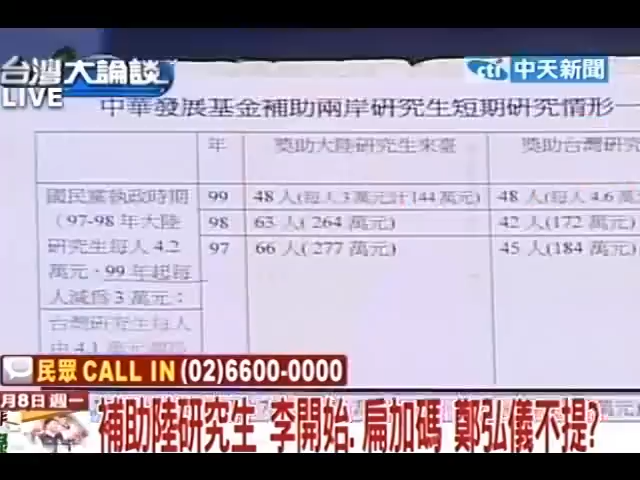 台灣大論談
LIVE
cti 中天新聞
中華發展基金補助兩岸研究生短期研究情形一
年 獎助大陸研究生來臺 獎助台灣研究
國民黨執政時期 99 48人(每人3萬元計144萬元) 48人(每人4.6萬
(97-98年大陸 98 63人(264萬元) 42人(172萬元)
研究生每人4.2 97 66人(277萬元) 45人(184萬元)
萬元,99年起每
人減為3萬元;
台灣研究生每人
民眾 CALL IN (02)6600-0000
月8日 週一
補助陸研究生 李開始.扁加碼 鄭弘儀不提?